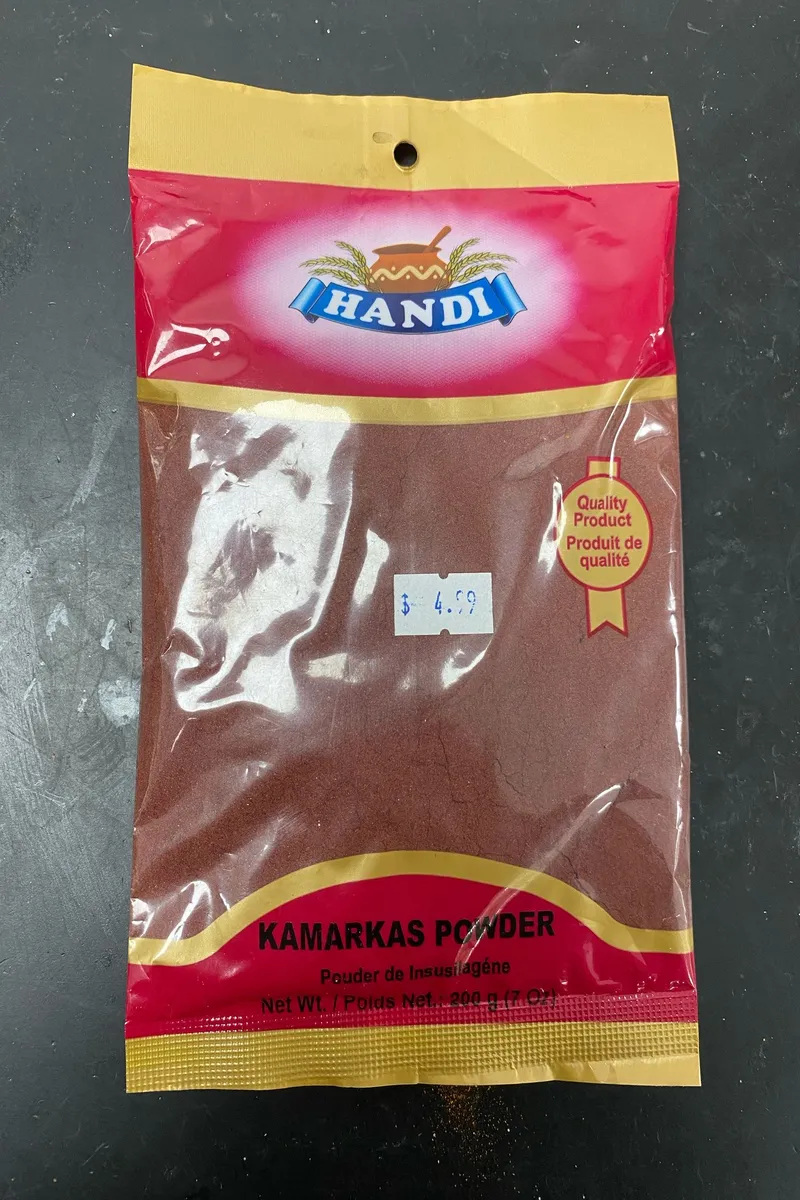 HANDI
Quality
Product
Produit de
qualité
$ 4.99
KAMARKAS POWDER
Pouder de Insusilagéne
Net Wt. / Poids Net.: 200 g (7 Oz)